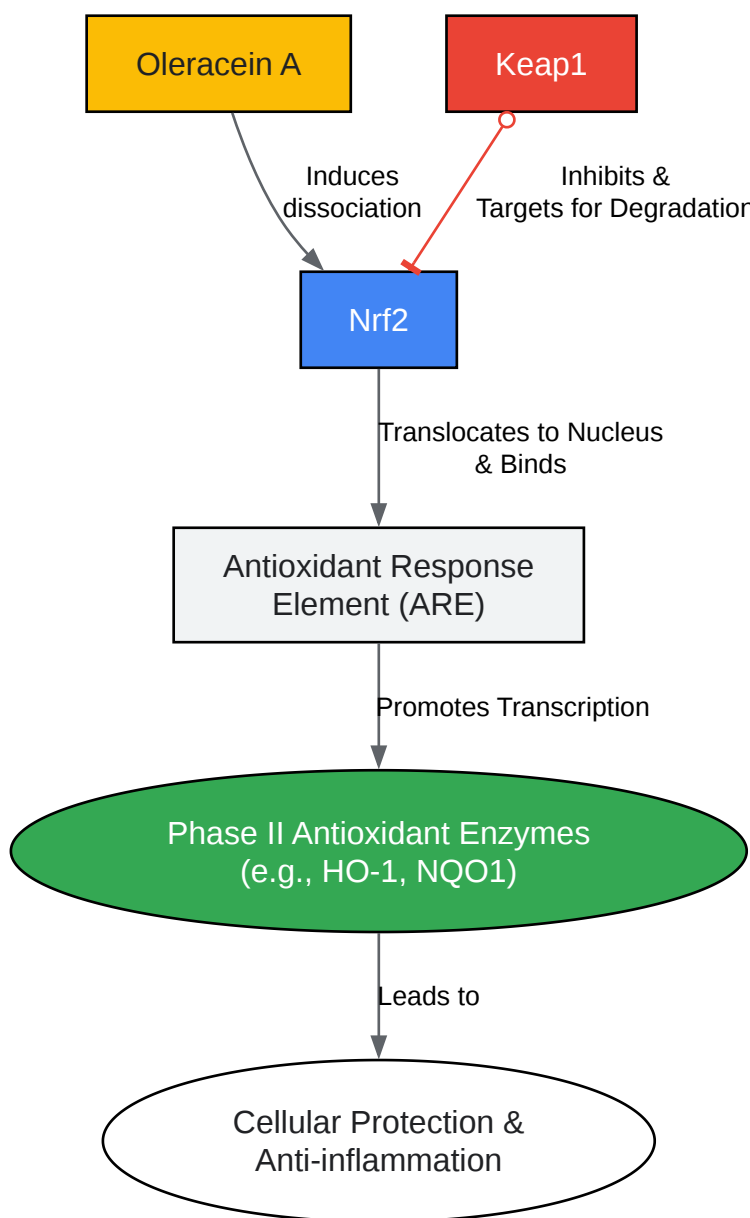 Oleracein A
Keap1
Induces
dissociation
Inhibits &
Targets for Degradation
Nrf2
Translocates to Nucleus
& Binds
Antioxidant Response
Element (ARE)
Promotes Transcription
Phase II Antioxidant Enzymes
(e.g., HO-1, NQO1)
Leads to
Cellular Protection &
Anti-inflammation